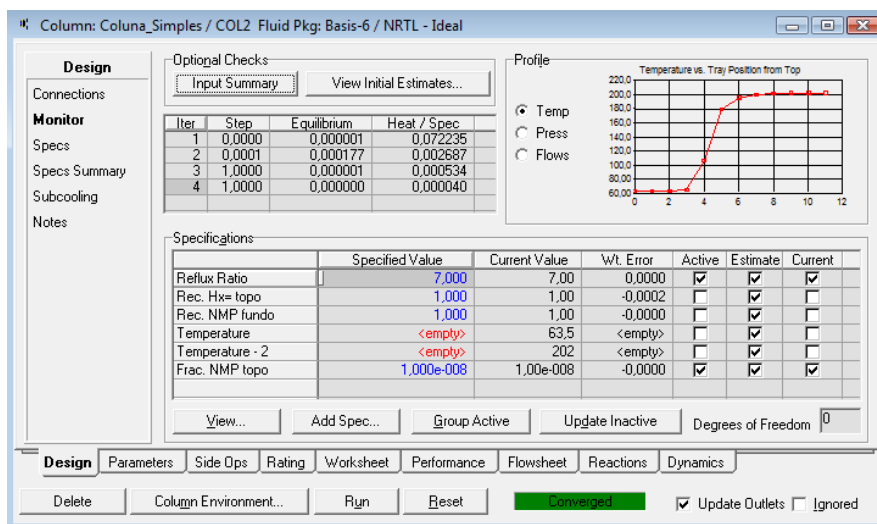 Column: Coluna_Simples / COL2 Fluid Pkg: Basis-6 / NRTL - Ideal
Design
Connections
Monitor
Specs
Specs Summary
Subcooling
Notes
Optional Checks
Input Summary View Initial Estimates...
Iter Step Equilibrium Heat / Spec
1 0,0000 0,000001 0,072235
2 0,0001 0,000177 0,002687
3 1,0000 0,000001 0,000534
4 1,0000 0,000000 0,000040
Profile
Temp
Press
Flows
Temperature vs. Tray Position from Top
220,0
200,0
180,0
160,0
140,0
120,0
100,0
80,00
60,00
0 2 4 6 8 10 12
Specifications
Specified Value Current Value Wt. Error Active Estimate Current
Reflux Ratio 7,000 7,00 0,0000
Rec. Hx= topo 1,000 1,00 -0,0002
Rec. NMP fundo 1,000 1,00 -0,0000
Temperature <empty> 63,5 <empty>
Temperature - 2 <empty> 202 <empty>
Frac. NMP topo 1,000e-008 1,00e-008 -0,0000
View... Add Spec... Group Active Update Inactive Degrees of Freedom 0
Design Parameters Side Ops Rating Worksheet Performance Flowsheet Reactions Dynamics
Delete Column Environment... Run Reset Converged Update Outlets Ignored